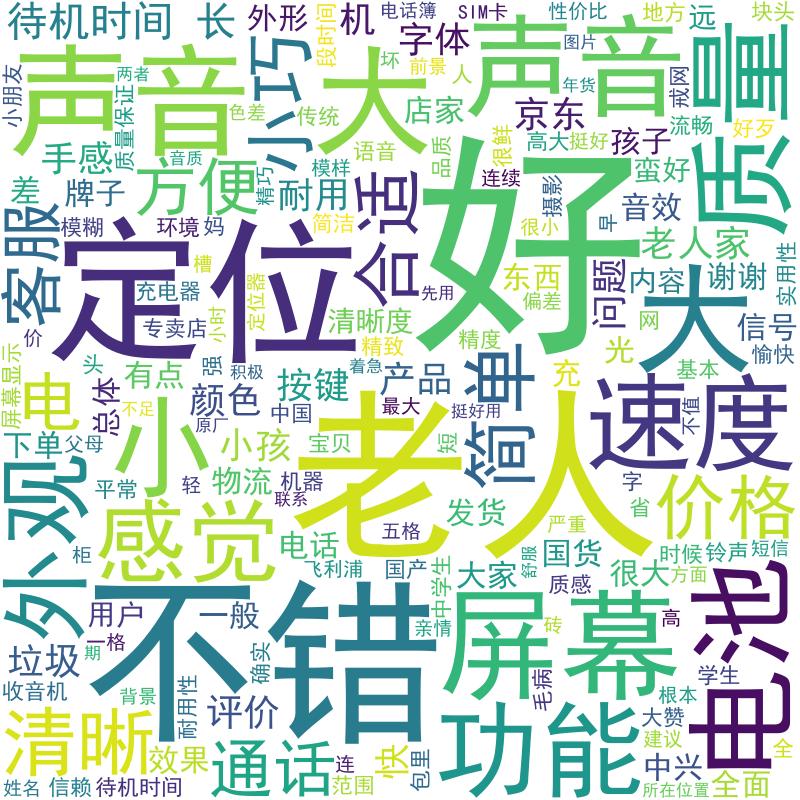 待机时间
长
外形
机
电话簿
SIM卡
性价比
地方
远
块头
字体
段时间
图片
前景
坏
人
年货
戒网
小朋友
两者
质量保证
声音
小巧
大
声音
质量
色差
传统
店家
京东
高大
挺好
孩子
流畅
好歹
手感
音质
语音
品质
很鲜
差
牌子
方便
精巧
耐用
模样
连续
摄影
蛮好
音效
客服
模糊
环境
妈
简洁
合适
好
很小
早
老人家
定位
槽
定位器
充电器
先用
东西
偏差
问题
内容
谢谢
实用性
价
专卖店
小时
清晰度
精度
大
信号
网
愉快
屏幕显示
头
强
积极
着急
精致
光
基本
电
总体
有点
颜色
按键
产品
简单
充
速度
不值
不足
原厂
中国
最大
挺好用
下单
父母
小
小孩
宝贝
老人
短
外观
平常
轻
物流
机器
联系
五格
发货
严重
字
省
价格
感觉
电话
飞利浦
国产
中学生
舒服
国货
时候
铃声
短信
柜
大家
质感
很大
方面
电池
用户
一般
不错
亲情
屏幕
砖
高
一格
期
确实
垃圾
毛病
学生
收音机
背景
耐用性
评价
功能
根本
清晰
大赞
效果
通话
快
建议
全
连
包里
中兴
姓名
信赖
待机时间
范围
所在位置
全面